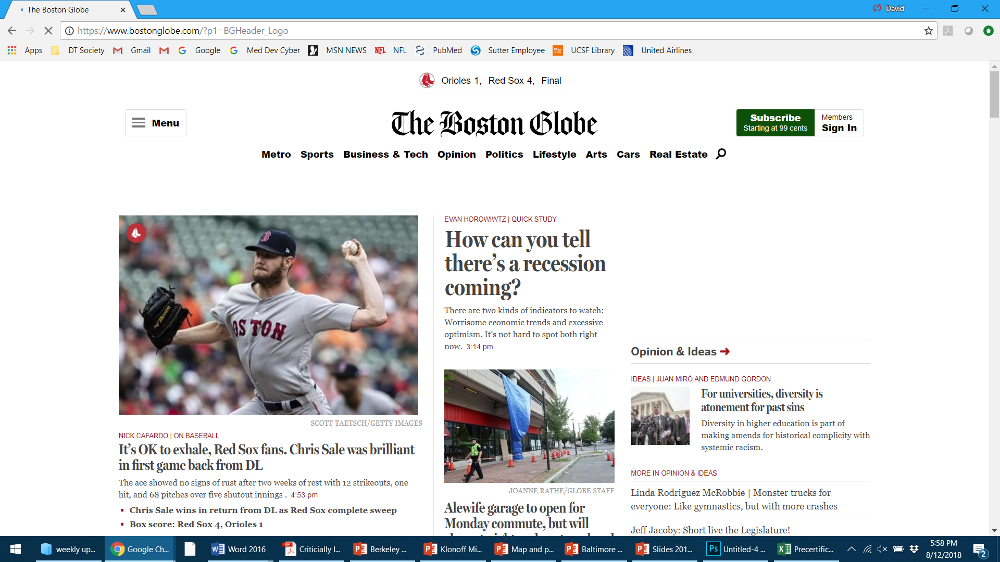 The Boston Globe
David
https://www.bostonglobe.com/?p1=BGHeader_Logo
Apps DT Society Gmail Google Med Dev Cyber MSN NEWS NFL NFL PubMed Sutter Employee UCSF Library United Airlines
Orioles 1, Red Sox 4, Final
Menu
The Boston Globe
Subscribe
Starting at 99 cents
Members
Sign In
Metro Sports Business & Tech Opinion Politics Lifestyle Arts Cars Real Estate
B
OSTON
SCOTT TAETSCH/GETTY IMAGES
NICK CAFARDO | ON BASEBALL
It’s OK to exhale, Red Sox fans. Chris Sale was brilliant
in first game back from DL
The ace showed no signs of rust after two weeks of rest with 12 strikeouts, one
hit, and 68 pitches over five shutout innings . 4:53 pm
Chris Sale wins in return from DL as Red Sox complete sweep
Box score: Red Sox 4, Orioles 1
EVAN HOROWIWTZ | QUICK STUDY
How can you tell
there’s a recession
coming?
There are two kinds of indicators to watch:
Worrisome economic trends and excessive
optimism. It’s not hard to spot both right
now. 3:14 pm
JOANNE RATHE/GLOBE STAFF
Alewife garage to open for
Monday commute, but will
Opinion & Ideas
IDEAS | JUAN MIRÓ AND EDMUND GORDON
For universities, diversity is
atonement for past sins
Diversity in higher education is part of
making amends for historical complicity with
systemic racism.
MORE IN OPINION & IDEAS
Linda Rodriguez McRobbie | Monster trucks for
everyone: Like gymnastics, but with more crashes
Jeff Jacoby: Short live the Legislature!
weekly up... Google Ch... Word 2016 Criticially I... Berkeley ... Klonoff Mi... Map and p... Baltimore ... Slides 201... Untitled-4 ... Precertific...
5:58 PM
8/12/2018
2